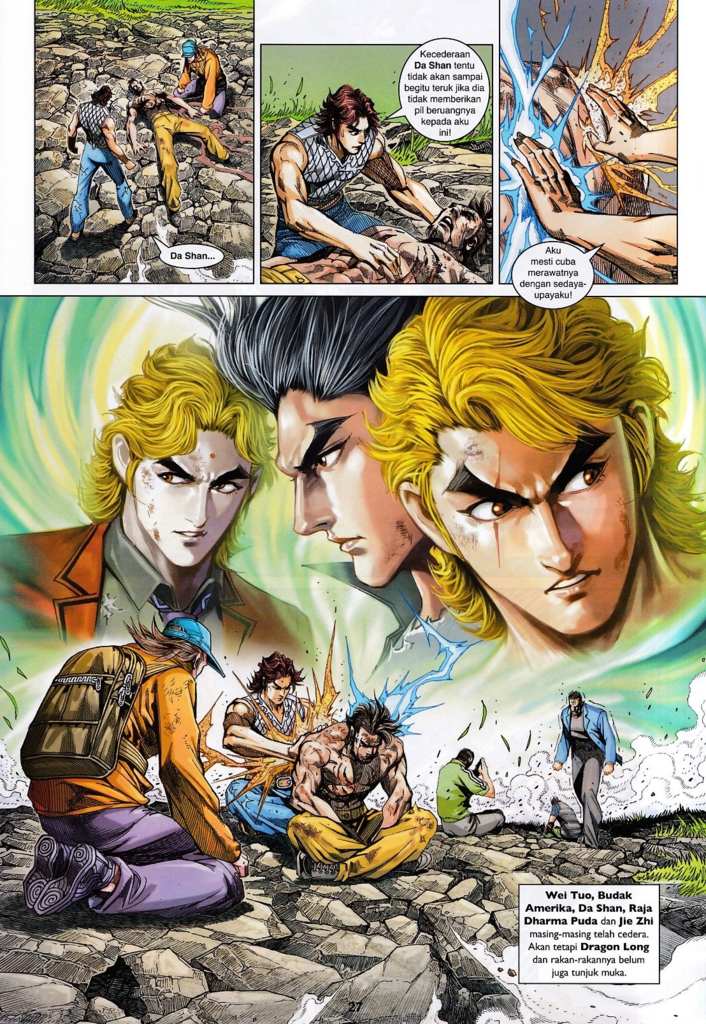 Da Shan...
Kecederaan
Da Shan tentu
tidak akan sampai
begitu teruk jika dia
tidak memberikan
pil beruangnya
kepada aku
ini!
Aku
mesti cuba
merawatnya
dengan sedaya-
upayaku!
Wei Tuo, Budak
Amerika, Da Shan, Raja
Dharma Puda dan Jie Zhi
masing-masing telah cedera.
Akan tetapi Dragon Long
dan rakan-rakannya belum
juga tunjuk muka.
27